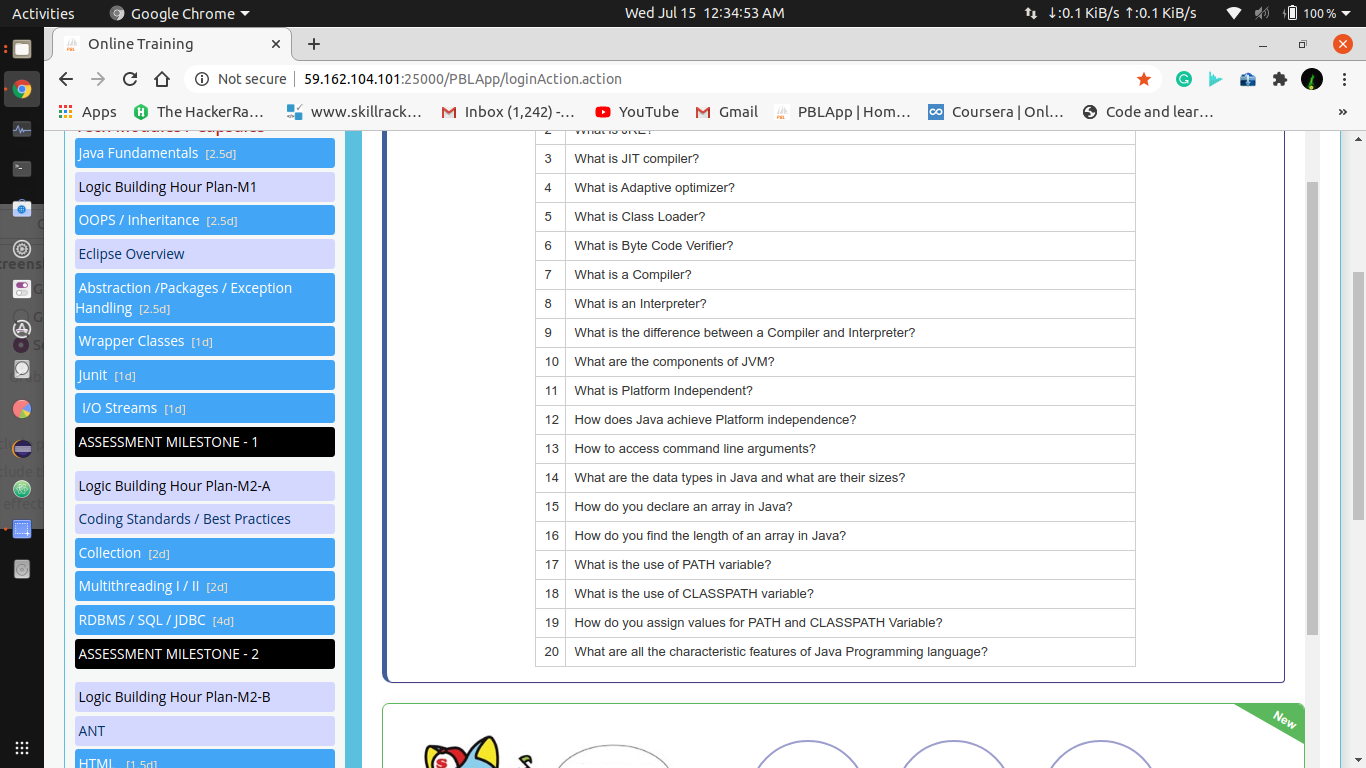 Activities
Google Chrome
Wed Jul 15 12:34:53 AM
↓:0.1 KiB/s ↑:0.1 KiB/s
100 %
Online Training
Not secure
59.162.104.101:25000/PBLApp/loginAction.action
Apps
The HackerRa...
www.skillrack...
Inbox (1,242) -...
YouTube
Gmail
PBLApp | Hom...
Coursera | Onl...
Code and lear...
»
Java Fundamentals [2.5d]
Logic Building Hour Plan-M1
OOPS / Inheritance [2.5d]
Eclipse Overview
Abstraction /Packages / Exception
Handling [2.5d]
Wrapper Classes [1d]
Junit [1d]
I/O Streams [1d]
ASSESSMENT MILESTONE - 1
Logic Building Hour Plan-M2-A
Coding Standards / Best Practices
Collection [2d]
Multithreading I / II [2d]
RDBMS / SQL / JDBC [4d]
ASSESSMENT MILESTONE - 2
Logic Building Hour Plan-M2-B
ANT
HTML [1.5d]
2 What is JRE?
3 What is JIT compiler?
4 What is Adaptive optimizer?
5 What is Class Loader?
6 What is Byte Code Verifier?
7 What is a Compiler?
8 What is an Interpreter?
9 What is the difference between a Compiler and Interpreter?
10 What are the components of JVM?
11 What is Platform Independent?
12 How does Java achieve Platform independence?
13 How to access command line arguments?
14 What are the data types in Java and what are their sizes?
15 How do you declare an array in Java?
16 How do you find the length of an array in Java?
17 What is the use of PATH variable?
18 What is the use of CLASSPATH variable?
19 How do you assign values for PATH and CLASSPATH Variable?
20 What are all the characteristic features of Java Programming language?
New
S